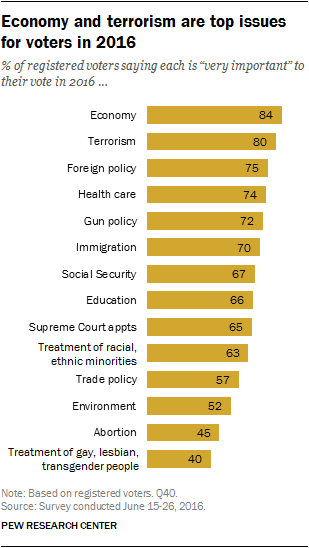 Economy and terrorism are top issues
for voters in 2016
% of registered voters saying each is “very important” to
their vote in 2016 ...
Economy 84
Terrorism 80
Foreign policy 75
Health care 74
Gun policy 72
Immigration 70
Social Security 67
Education 66
Supreme Court appts 65
Treatment of racial,
ethnic minorities 63
Trade policy 57
Environment 52
Abortion 45
Treatment of gay, lesbian,
transgender people 40
Note: Based on registered voters. Q40.
Source: Survey conducted June 15-26, 2016.
PEW RESEARCH CENTER